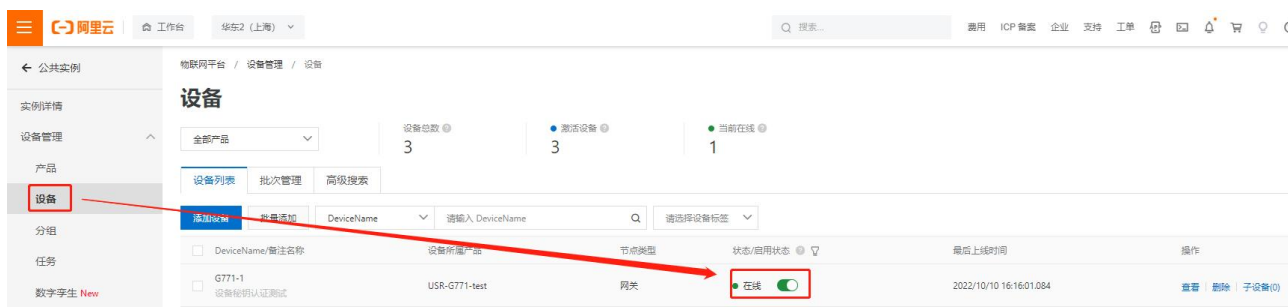 阿里云 工作台 华东2（上海） 搜索... 费用 ICP 备案 企业 支持 工单
公共实例
物联网平台 / 设备管理 / 设备
实例详情
设备
设备管理
全部产品
设备总数 激活设备 当前在线
3 3 1
产品
设备列表 批次管理 高级搜索
设备
添加设备 批量添加 DeviceName 请输入 DeviceName 请选择设备标签
分组
DeviceName/备注名称 设备所属产品 节点类型 状态/启用状态 最后上线时间 操作
任务
G771-1
设备秘钥认证测试
USR-G771-test 网关 在线 2022/10/10 16:16:01.084 查看 删除 子设备(0)
数字孪生 New